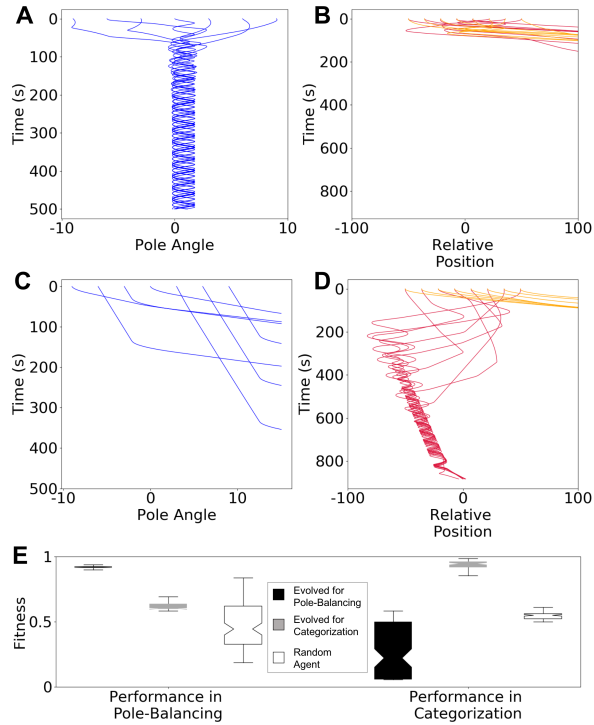 A
0
100
200
300
400
500
Time (s)
-10
0
10
Pole Angle
B
0
200
400
600
800
Time (s)
-100
0
100
Relative
Position
C
0
100
200
300
400
500
Time (s)
-10
0
10
Pole Angle
D
0
200
400
600
800
Time (s)
-100
0
100
Relative
Position
E
1
0.5
0
Fitness
Evolved for
Pole-Balancing
Evolved for
Categorization
Random
Agent
Performance in
Pole-Balancing
Performance in
Categorization